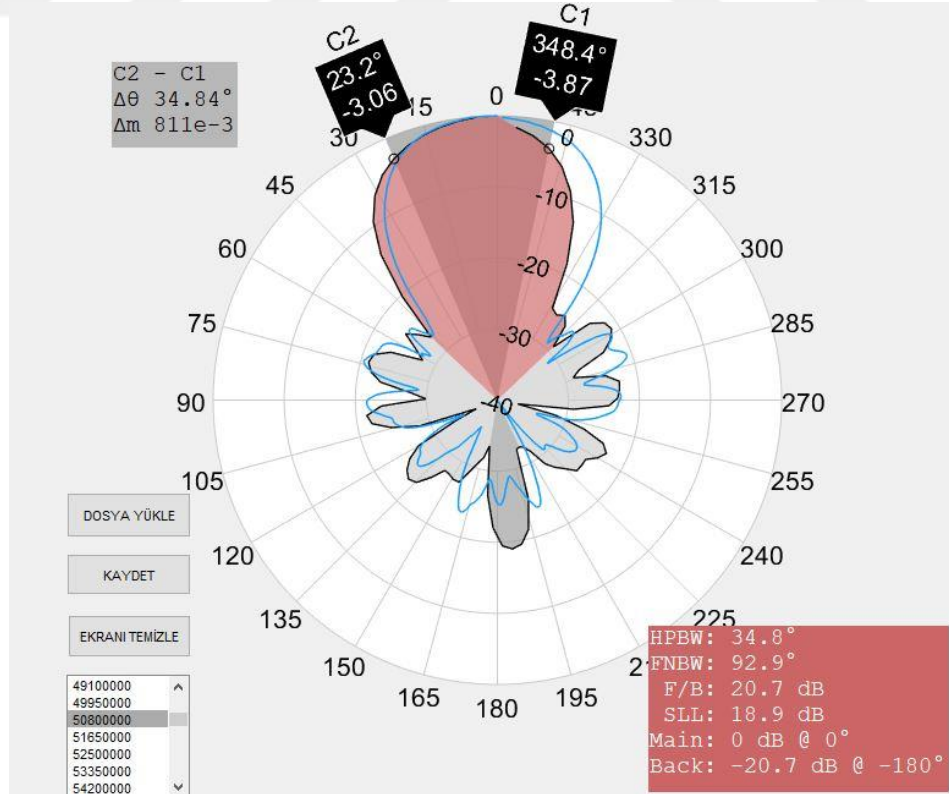 C2
23.2°
-3.06
C1
348.4°
-3.87
C2 - C1
Δθ 34.84°
Δm 811e-3
0
15
30
45
60
75
90
105
120
135
150
165
180
195
225
240
255
270
285
300
315
330
0
-10
-20
-30
-40
DOSYA YÜKLE
KAYDET
EKRANI TEMİZLE
49100000
49950000
50800000
51650000
52500000
53350000
54200000
HPBW: 34.8°
FNBW: 92.9°
F/B: 20.7 dB
SLL: 18.9 dB
Main: 0 dB @ 0°
Back: -20.7 dB @ -180°